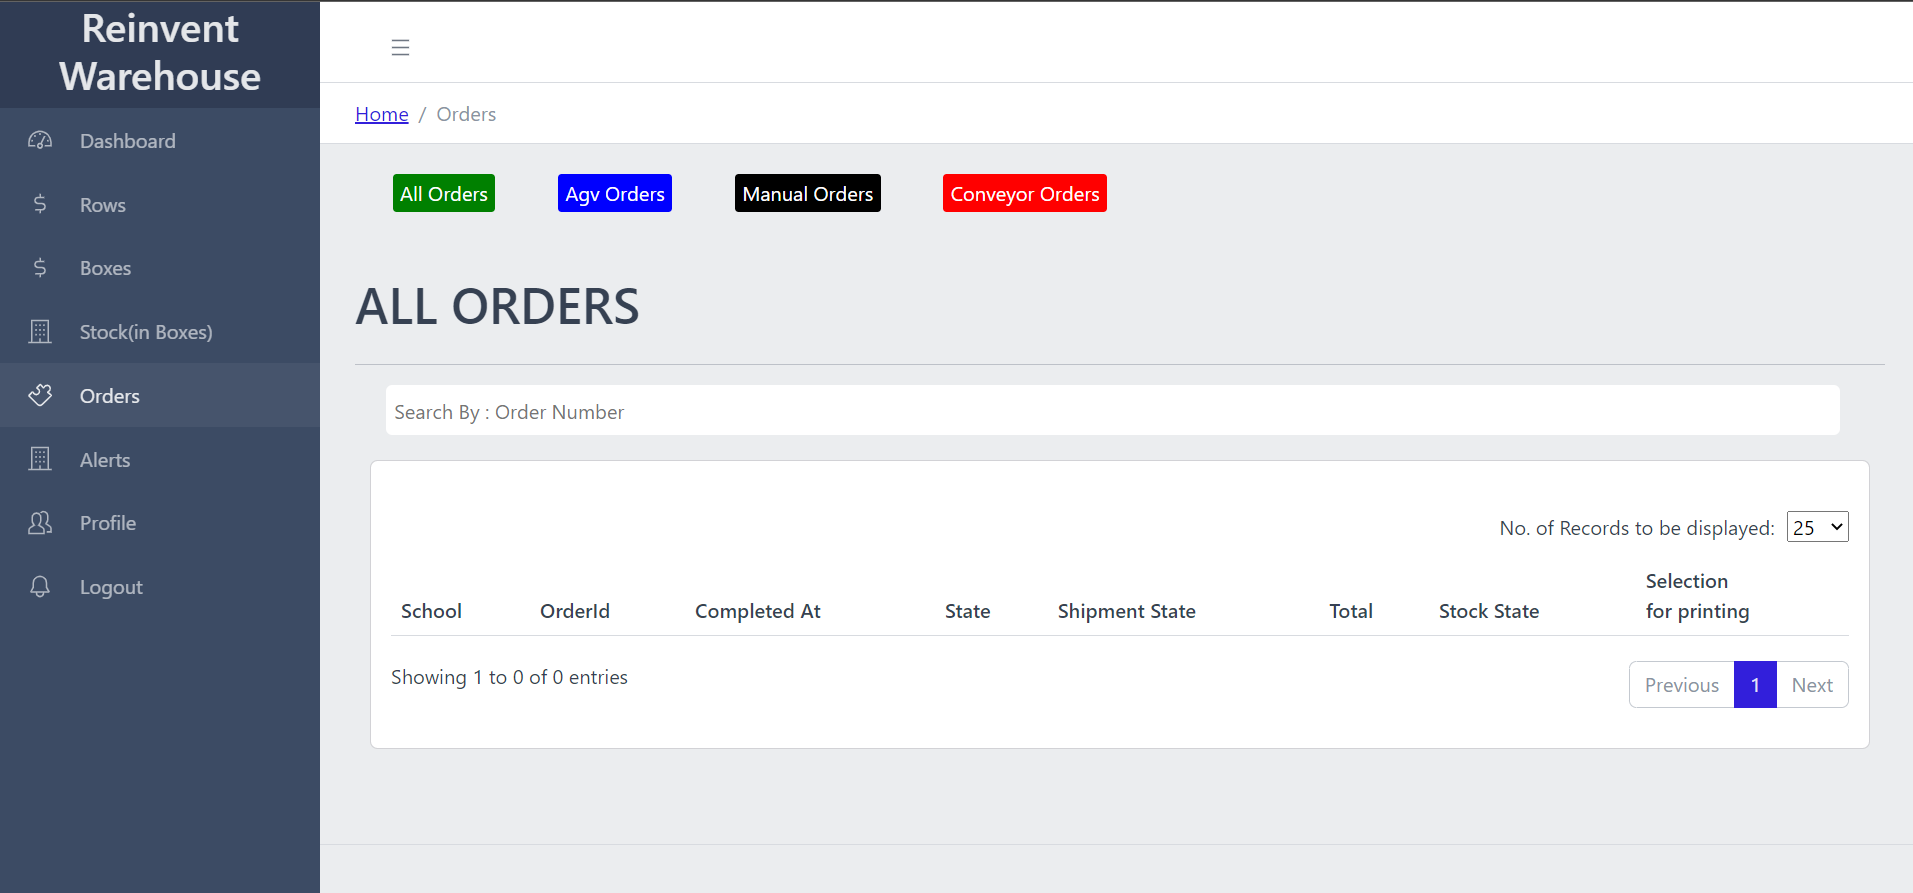 Reinvent
Warehouse
Dashboard
Rows
Boxes
Stock(in Boxes)
Orders
Alerts
Profile
Logout
Home / Orders
All Orders Agv Orders Manual Orders Conveyor Orders
ALL ORDERS
Search By : Order Number
No. of Records to be displayed: 25
School OrderId Completed At State Shipment State Total Stock State Selection
for printing
Showing 1 to 0 of 0 entries
Previous 1 Next